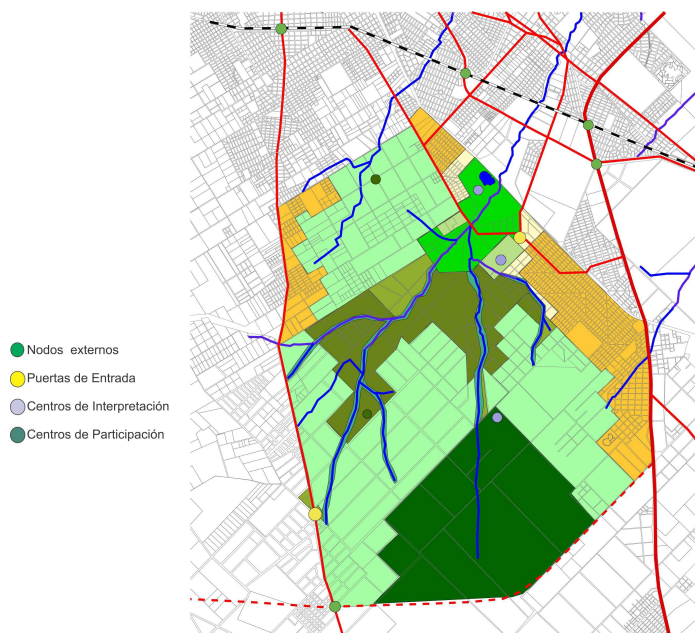 Nodos externos
Puertas de Entrada
Centros de Interpretación
Centros de Participación